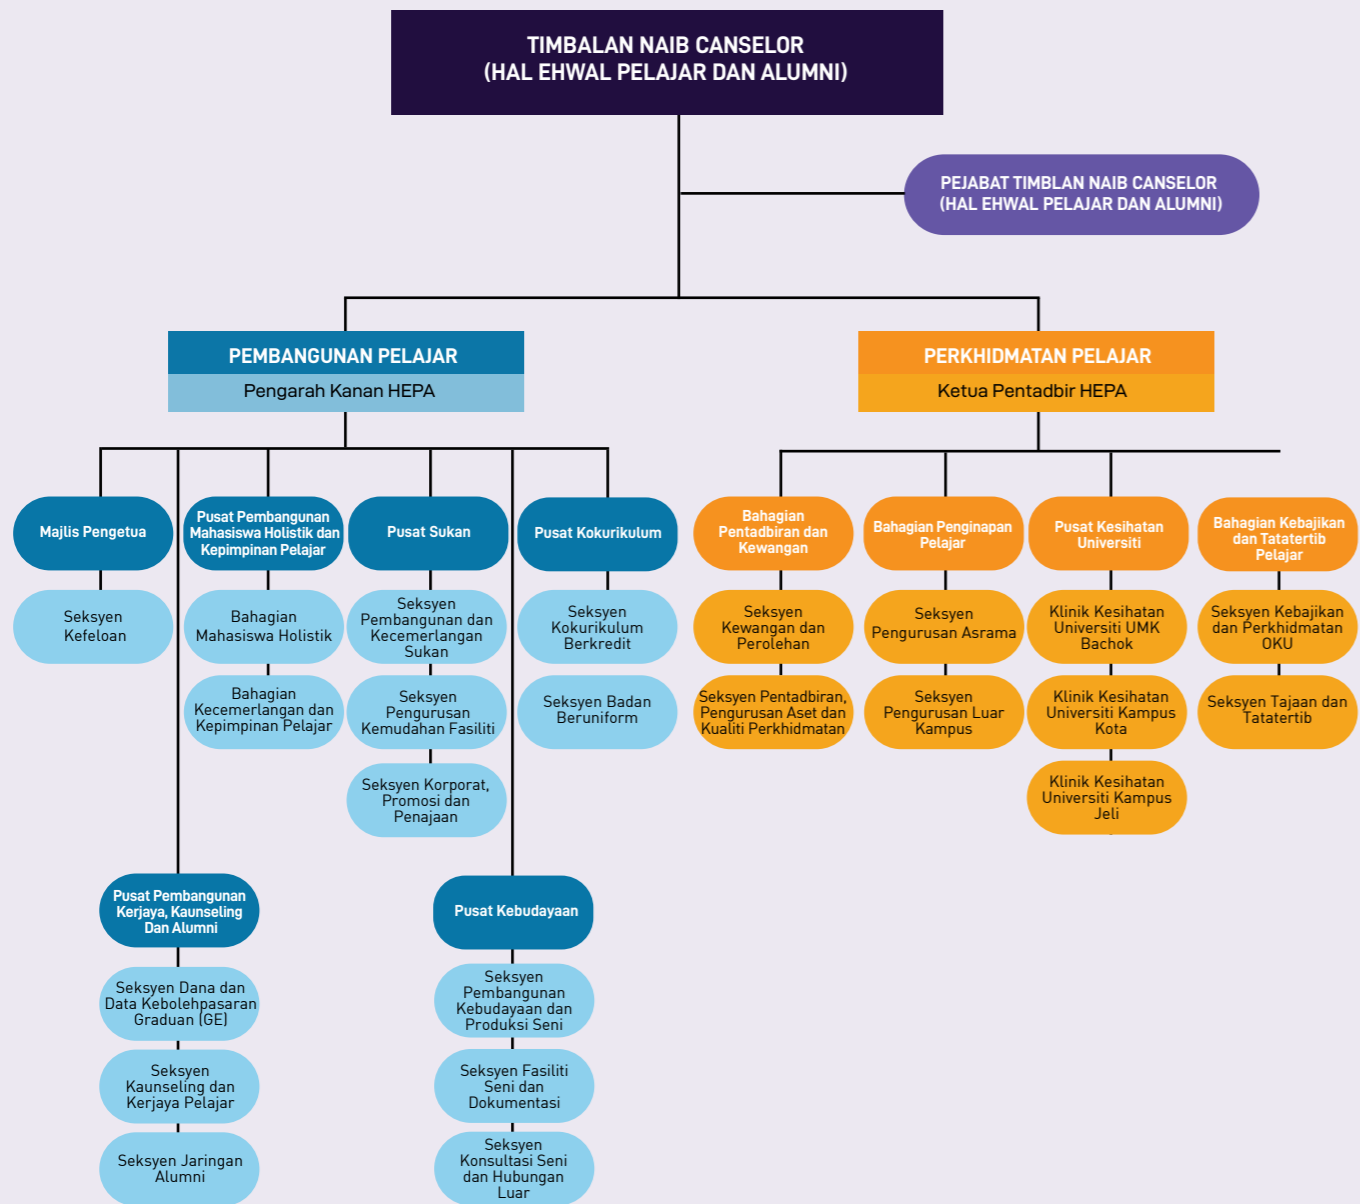 TIMBALAN NAIB CANSELOR
(HAL EHWAL PELAJAR DAN ALUMNI)
PEJABAT TIMBLAN NAIB CANSELOR
(HAL EHWAL PELAJAR DAN ALUMNI)
PEMBANGUNAN PELAJAR
Pengarah Kanan HEPA
PERKHIDMATAN PELAJAR
Ketua Pentadbir HEPA
Majlis Pengetua
Seksyen
Kefeloan
Pusat Pembangunan
Mahasiswa Holistik dan
Kepimpinan Pelajar
Bahagian
Mahasiswa Holistik
Bahagian
Kecemerlangan dan
Kepimpinan Pelajar
Pusat Sukan
Seksyen
Pembangunan dan
Kecemerlangan
Sukan
Seksyen
Pengurusan
Kemudahan Fasiliti
Seksyen Korporat,
Promosi dan
Penajaan
Pusat Kokurikulum
Seksyen
Kokurikulum
Berkredit
Seksyen Badan
Beruniform
Bahagian
Pentadbiran dan
Kewangan
Seksyen
Kewangan dan
Perolehan
Seksyen Pentadbiran,
Pengurusan Aset dan
Kualiti Perkhidmatan
Bahagian Penginapan
Pelajar
Seksyen
Pengurusan Asrama
Seksyen
Pengurusan Luar
Kampus
Pusat Kesihatan
Universiti
Klinik Kesihatan
Universiti UMK
Bachok
Klinik Kesihatan
Universiti Kampus
Kota
Klinik Kesihatan
Universiti Kampus
Jeli
Bahagian Kebajikan
dan Tatatertib
Pelajar
Seksyen Kebajikan
dan Perkhidmatan
OKU
Seksyen Tajaan dan
Tatatertib
Pusat Pembangunan
Kerjaya, Kaunseling
Dan Alumni
Seksyen Dana dan
Data Kebolehpasaran
Graduan (GE)
Seksyen
Kaunseling dan
Kerjaya Pelajar
Seksyen Jaringan
Alumni
Pusat Kebudayaan
Seksyen
Pembangunan
Kebudayaan dan
Produksi Seni
Seksyen Fasiliti
Seni dan
Dokumentasi
Seksyen
Konsultasi Seni
dan Hubungan
Luar